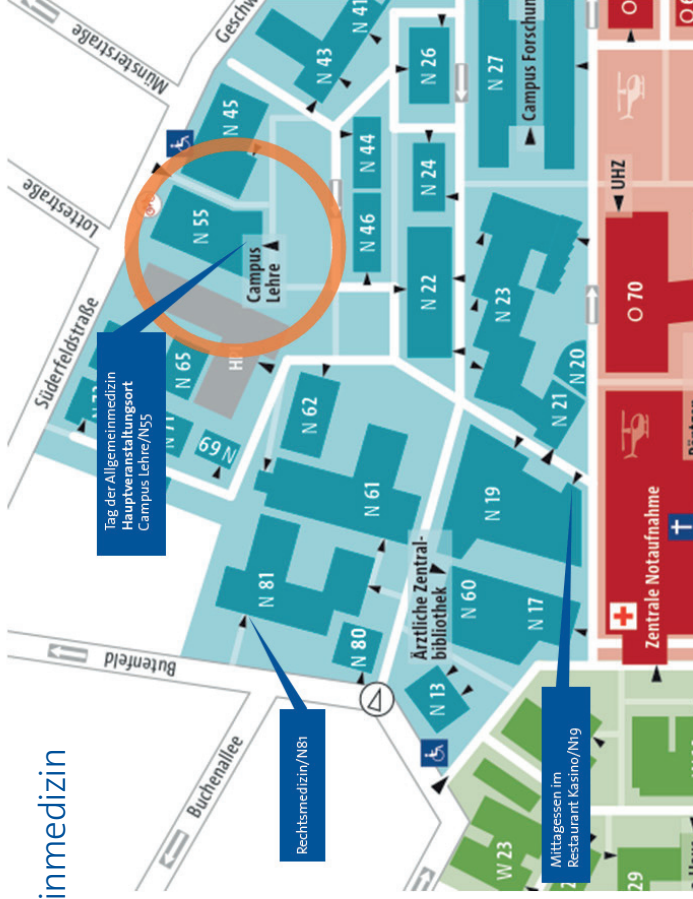 inmedizin
Tag der Allgemeinmedizin
Hauptveranstaltungsort
Campus Lehre/N55
Rechtsmedizin/N81
Mittagessen im
Restaurant Kasino/N19
Münsterstraße
Lottestraße
Süderfeldstraße
Butenfeld
Buchenallee
N 41
N 43
N 45
N 55
N 44
N 46
N 26
N 24
N 22
N 27
Campus Forschun
Campus
Lehre
N 65
N 71
N 69
N 62
N 61
N 81
N 80
N 23
N 20
N 21
N 19
N 60
N 17
N 13
Ärztliche Zentral-
bibliothek
UHZ
O 70
Zentrale Notaufnahme
W 23
29